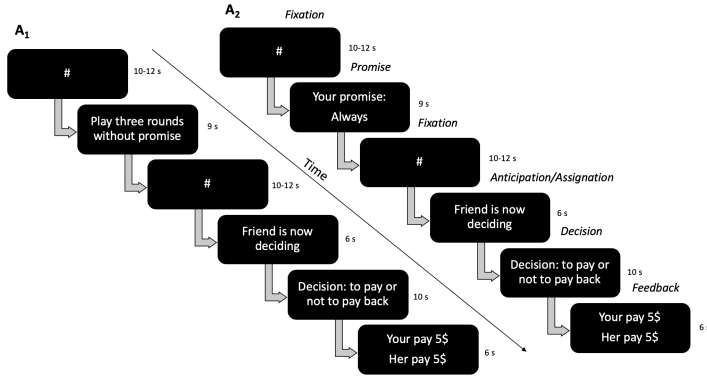 A1
#
10-12 s
Play three rounds
without promise
9 s
#
10-12 s
Friend is now
deciding
6 s
Decision: to pay or
not to pay back
10 s
Your pay 5$
Her pay 5$
6 s
Time
A2
Fixation
#
10-12 s
Promise
Your promise:
Always
9 s
Fixation
#
10-12 s
Anticipation/Assignation
Friend is now
deciding
6 s
Decision
Decision: to pay or
not to pay back
10 s
Feedback
Your pay 5$
Her pay 5$
6 s